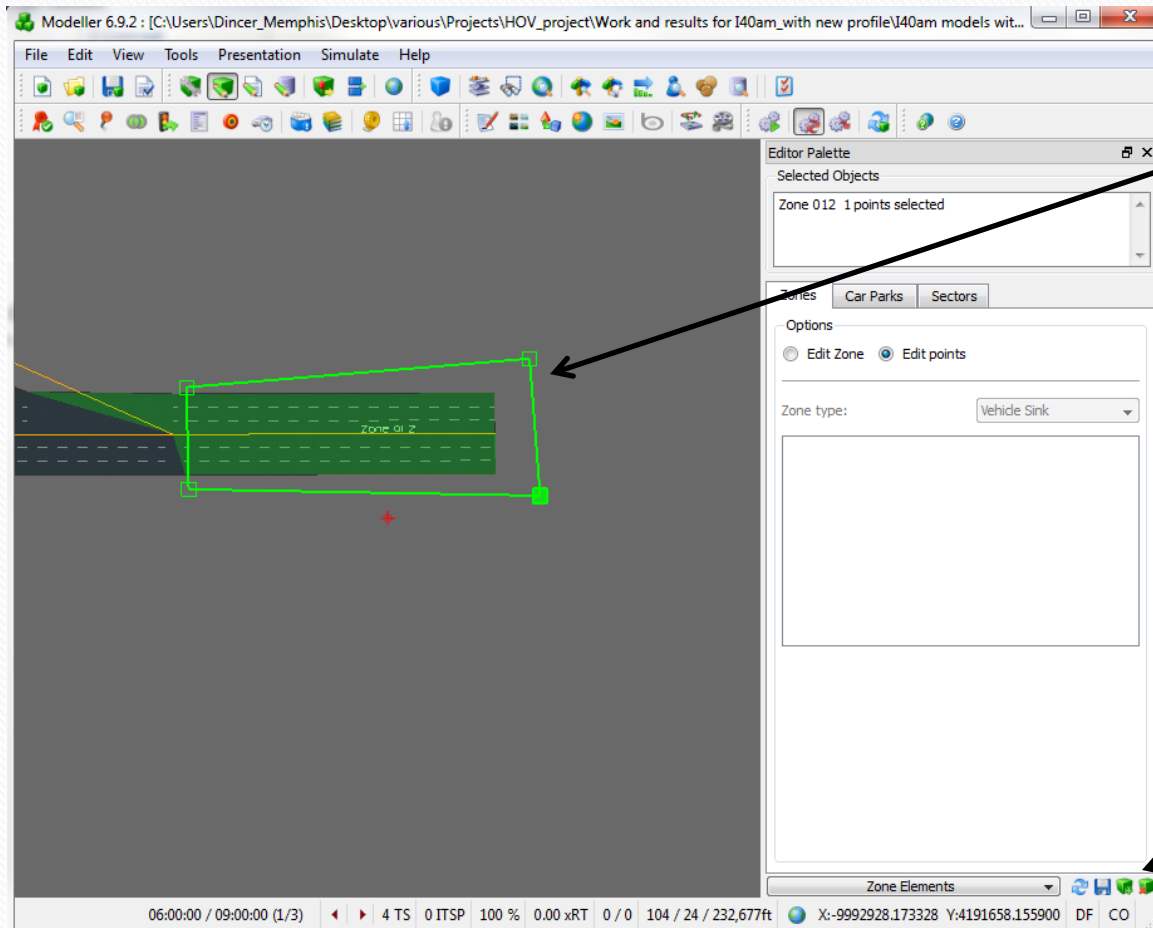 Modeller 6.9.2 : [C:\Users\Dincer_Memphis\Desktop\various\Projects\HOV_project\Work and results for I40am_with new profile\I40am models wit...
File Edit View Tools Presentation Simulate Help
Editor Palette
Selected Objects
Zone 012 1 points selected
Zones Car Parks Sectors
Options
Edit Zone Edit points
Zone type: Vehicle Sink
Zone 012
Zone Elements
06:00:00 / 09:00:00 (1/3) 4 TS 0 ITSP 100 % 0.00 xRT 0 / 0 104 / 24 / 232,677ft X:-9992928.173328 Y:4191658.155900 DF CO